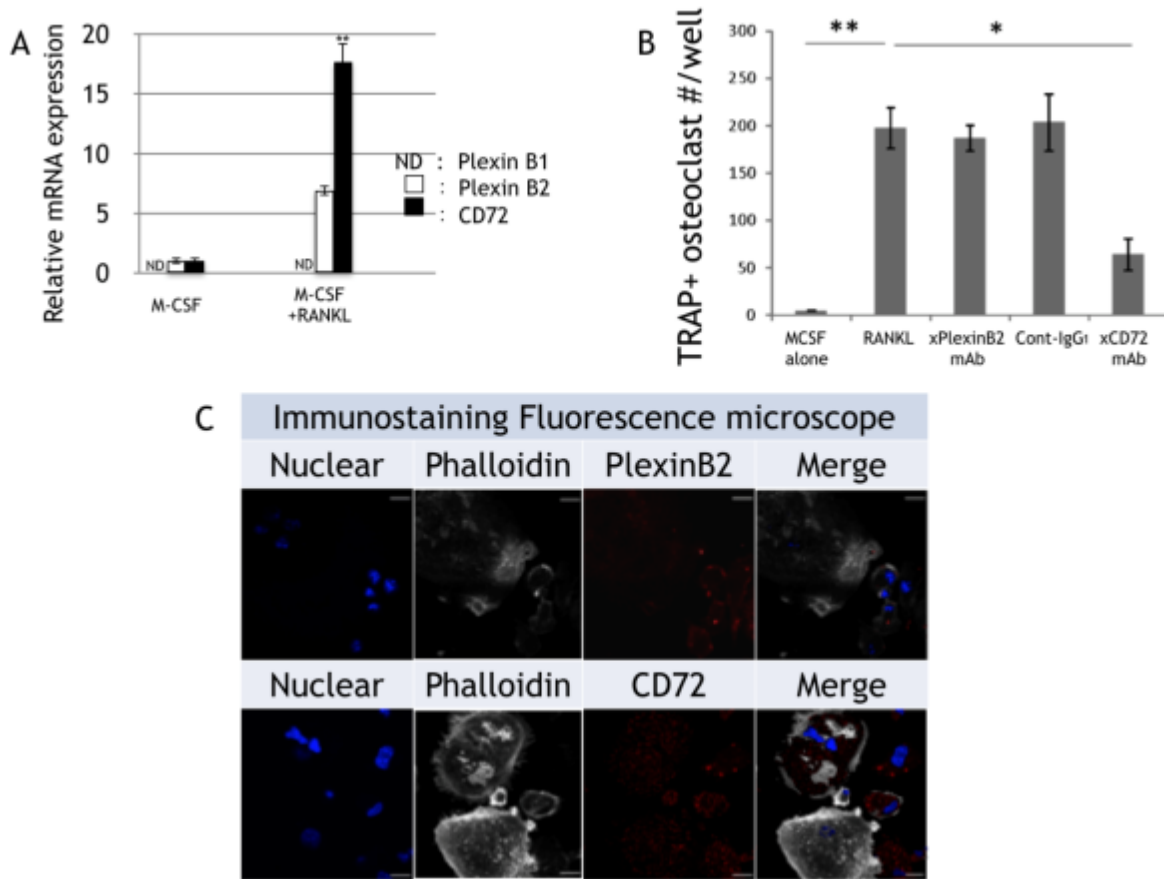 A
Relative mRNA expression
20
15
10
5
0
**
ND
ND
M-CSF
M-CSF
+RANKL
ND : Plexin B1
: Plexin B2
: CD72
B
TRAP+ osteoclast #/well
300
250
200
150
100
50
0
**
*
MCSF
alone
RANKL
xPlexinB2
mAb
Cont-IgG1
xCD72
mAb
C
Immunostaining Fluorescence microscope
Nuclear Phalloidin PlexinB2 Merge
Nuclear Phalloidin CD72 Merge